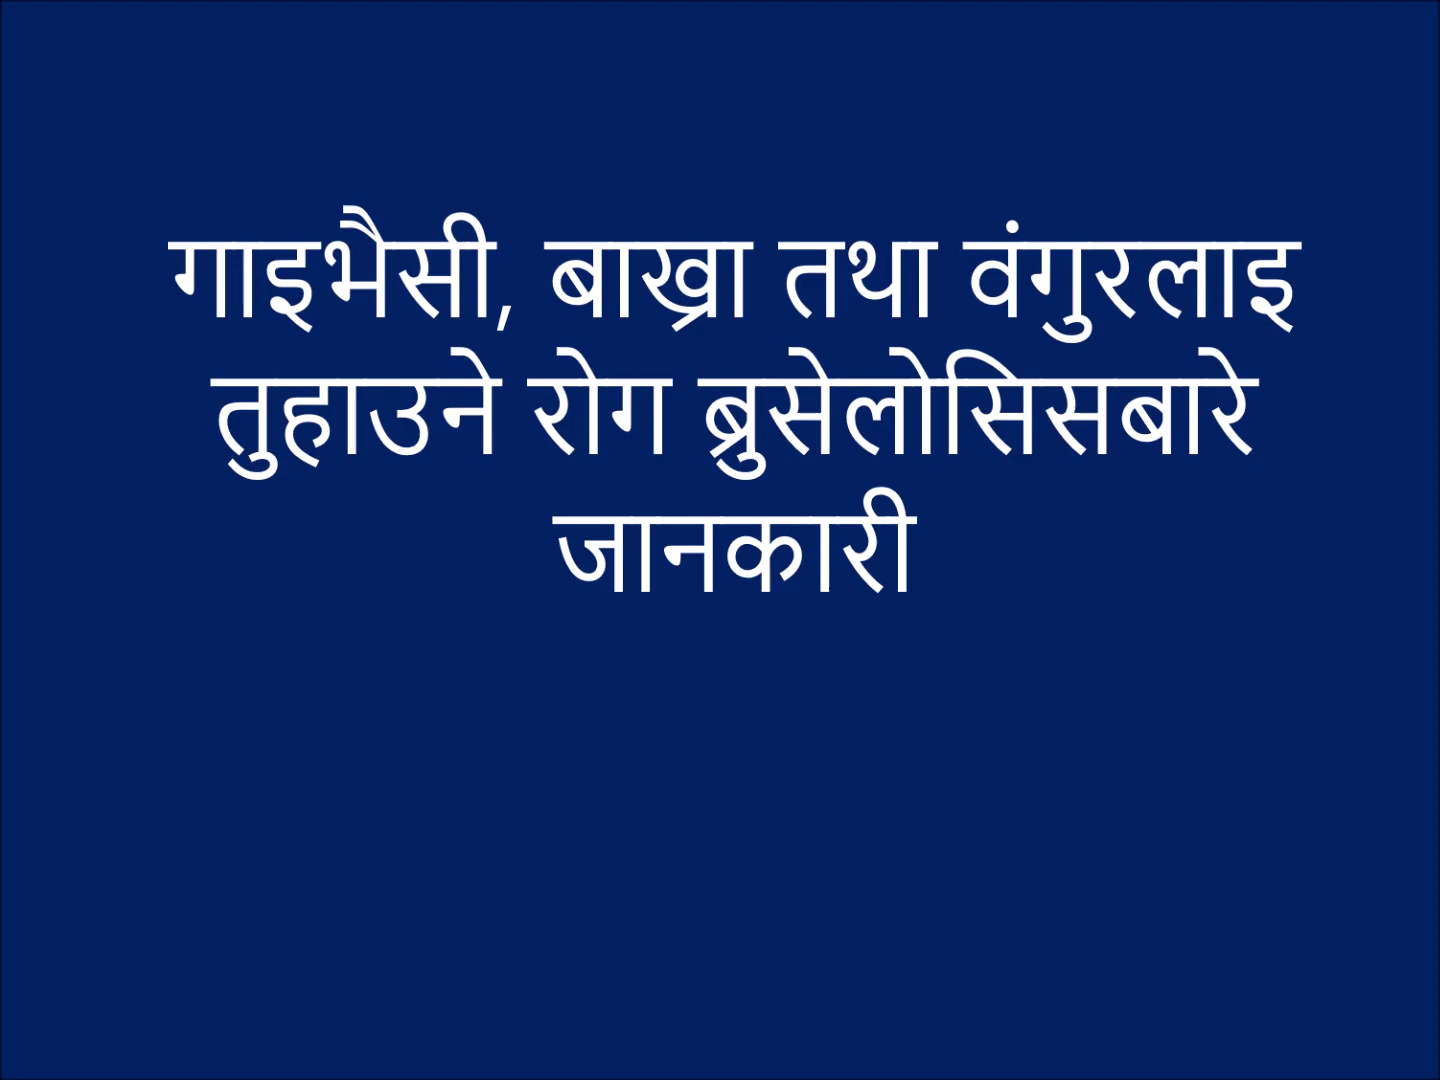 गाइभैसी, बाख्रा तथा वंगुरलाइ
तुहाउने रोग ब्रुसेलोसिसबारे
जानकारी